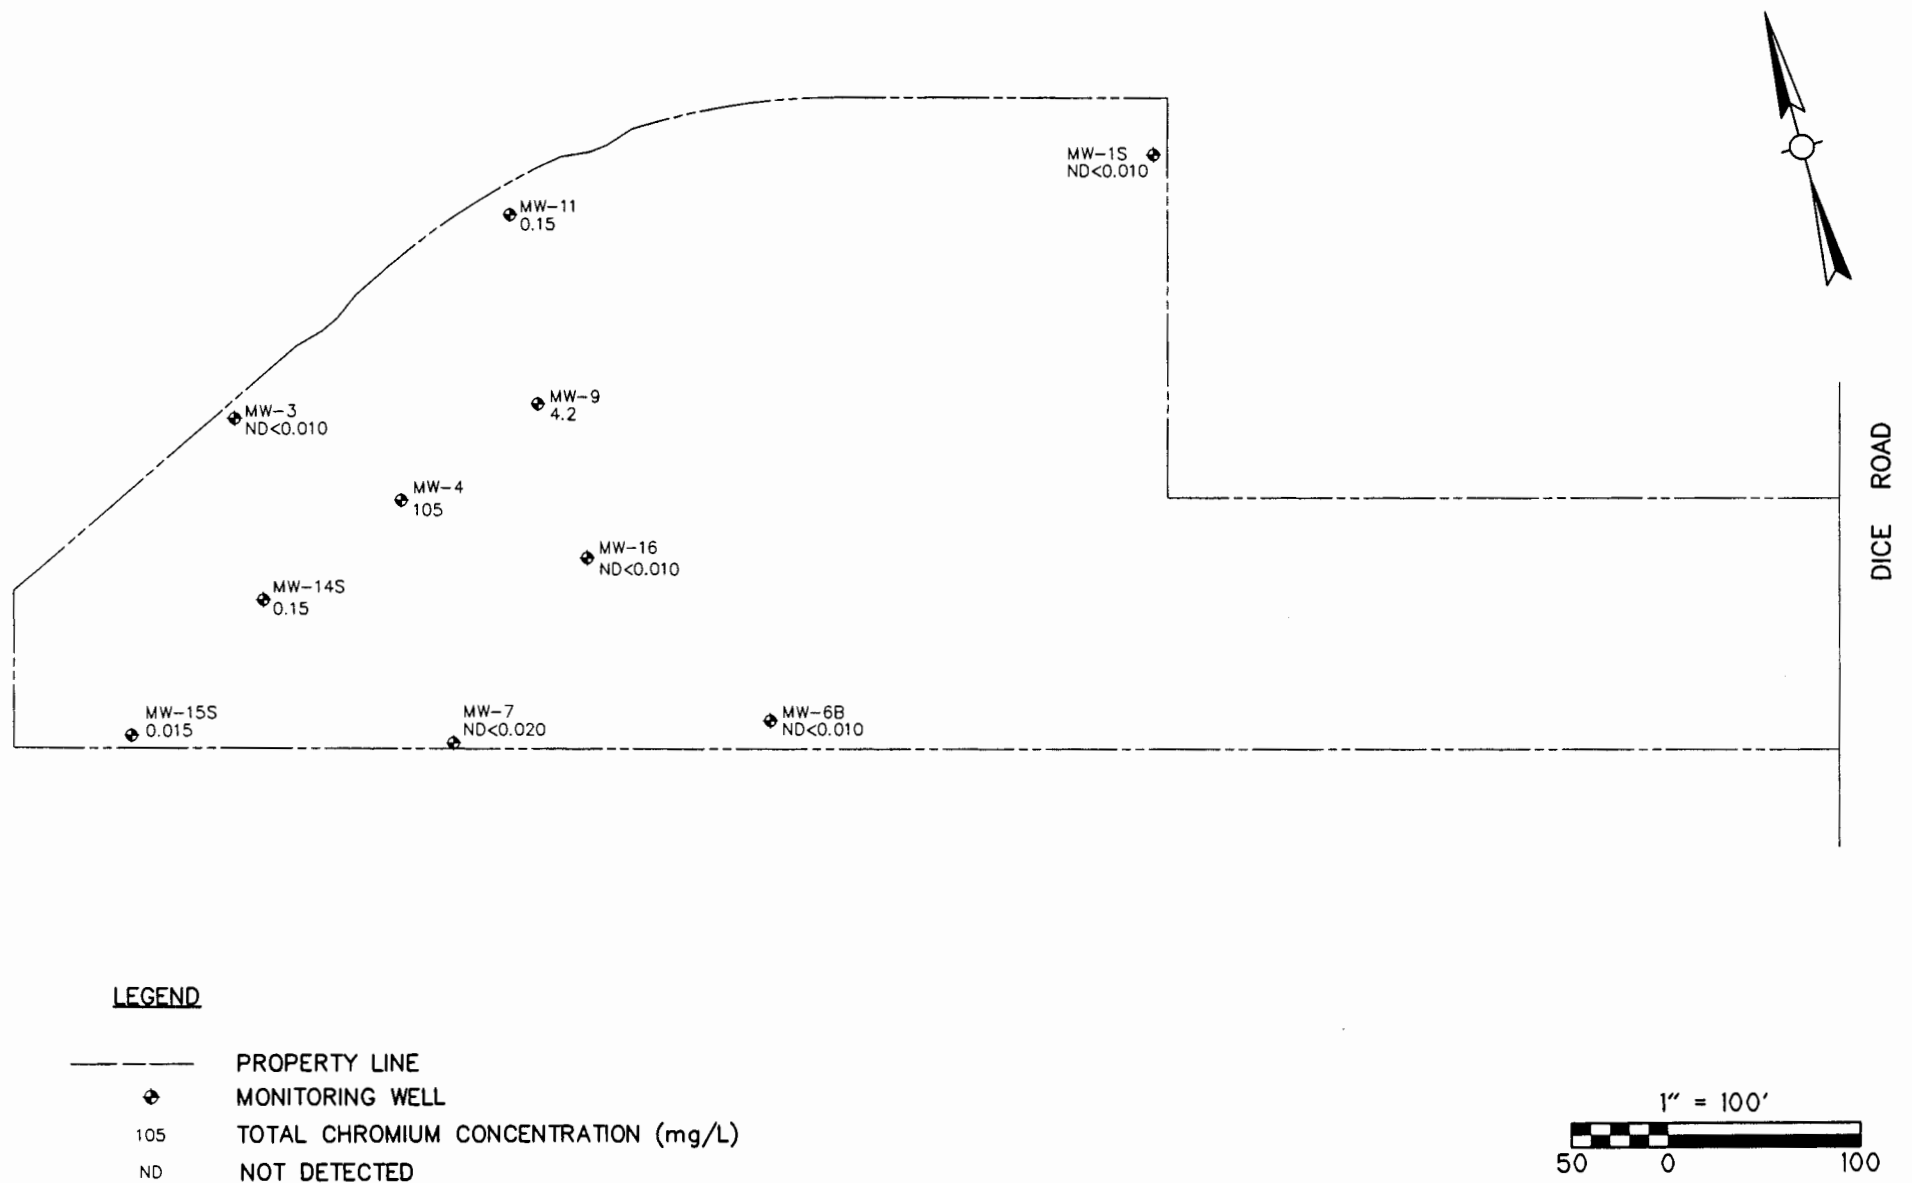 MW-1S
ND<0.010
MW-11
0.15
MW-9
4.2
MW-3
ND<0.010
MW-4
105
MW-16
ND<0.010
MW-14S
0.15
MW-15S
0.015
MW-7
ND<0.020
MW-6B
ND<0.010
DICE ROAD
LEGEND
PROPERTY LINE
MONITORING WELL
105 TOTAL CHROMIUM CONCENTRATION (mg/L)
ND NOT DETECTED
1" = 100'
50 0 100